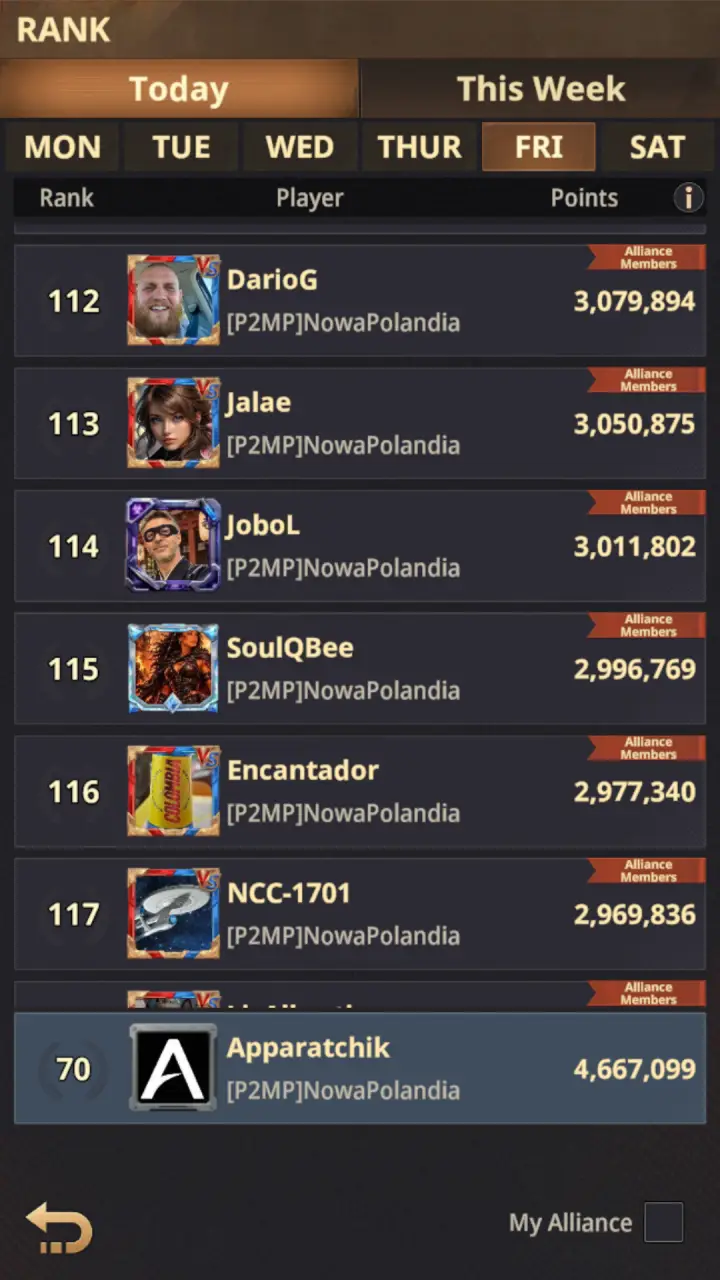 RANK
Today
This Week
MON TUE WED THUR FRI SAT
Rank Player Points i
Alliance Members
112 DarioG 3,079,894
[P2MP]NowaPolandia
Alliance Members
113 Jalae 3,050,875
[P2MP]NowaPolandia
Alliance Members
114 JoboL 3,011,802
[P2MP]NowaPolandia
Alliance Members
115 SoulQBee 2,996,769
[P2MP]NowaPolandia
Alliance Members
116 Encantador 2,977,340
COLOMBIA
[P2MP]NowaPolandia
Alliance Members
117 NCC-1701 2,969,836
[P2MP]NowaPolandia
Alliance Members
70 Apparatchik 4,667,099
[P2MP]NowaPolandia
My Alliance